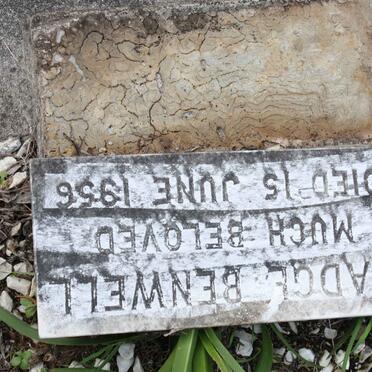 ADGE BENWELL
MUCH BELOVED
DIED 15 JUNE 1956